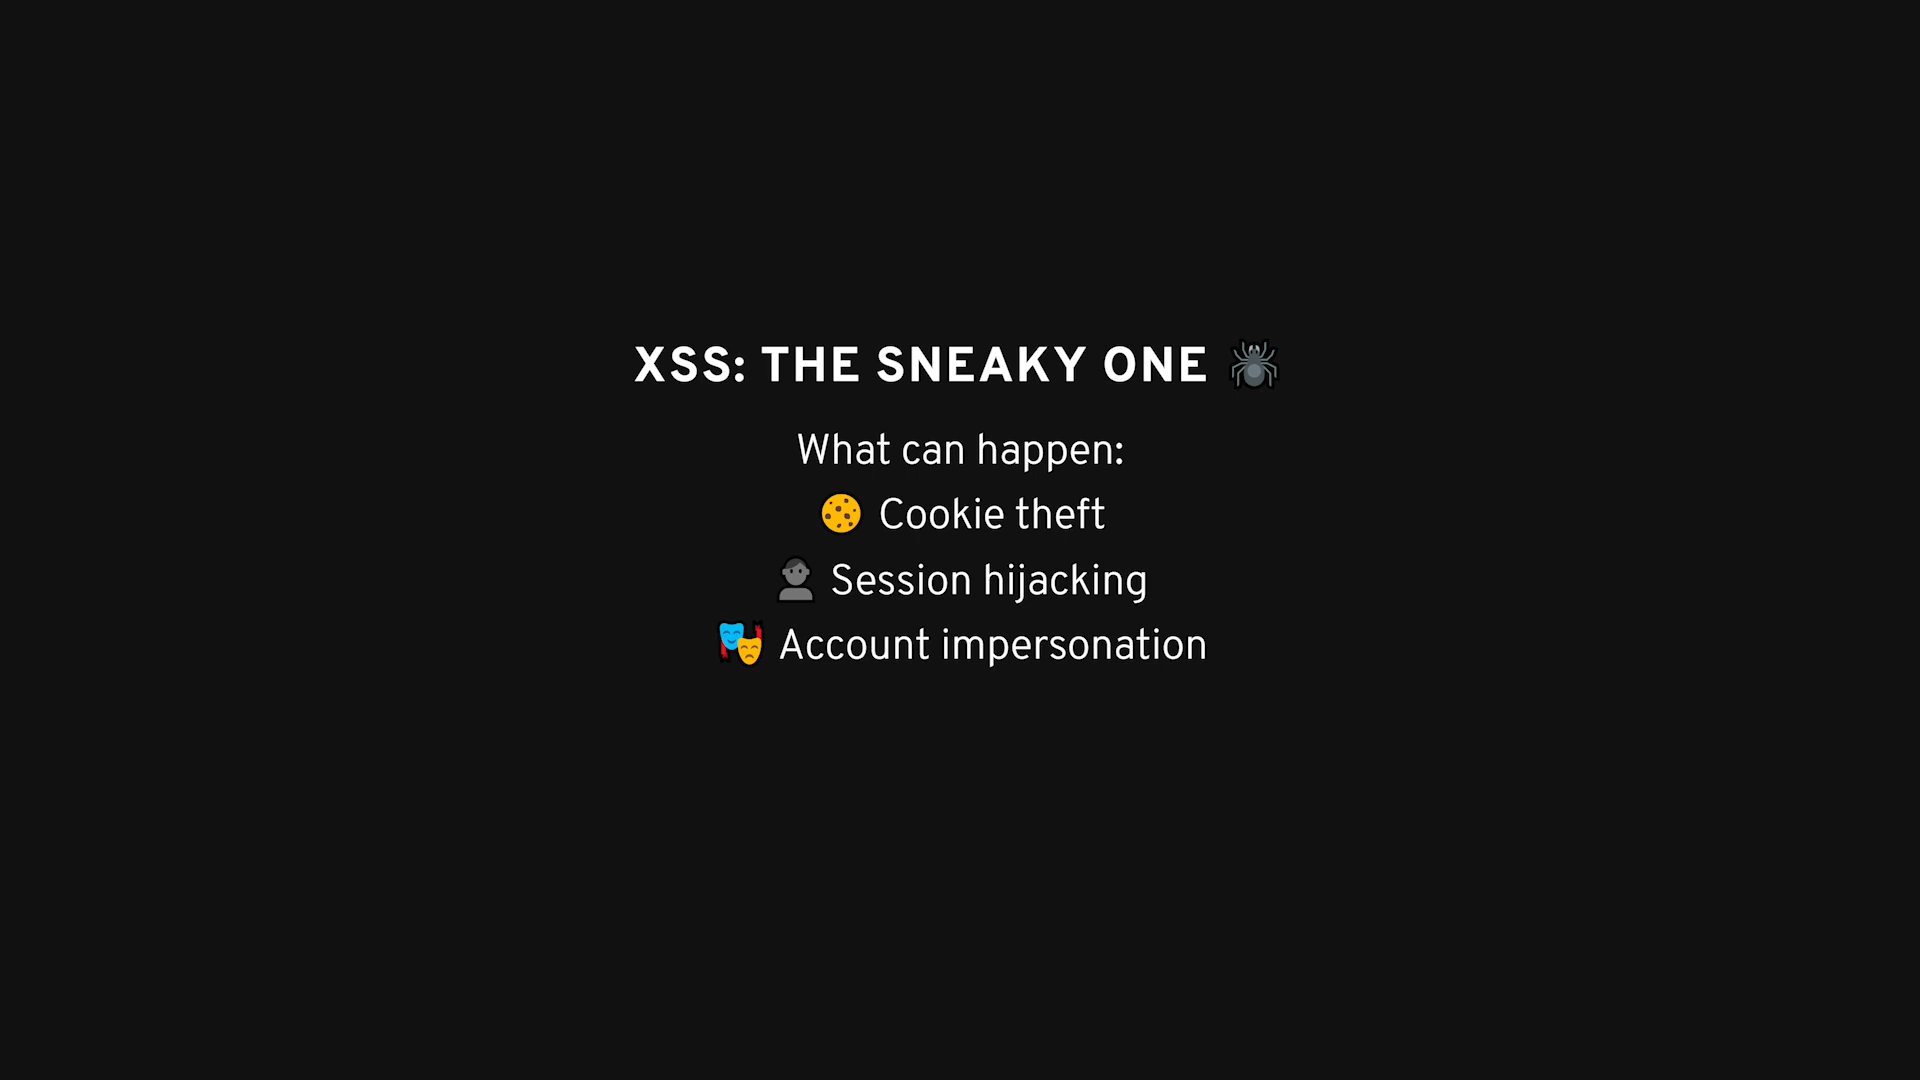 XSS: THE SNEAKY ONE 🕷️
What can happen:
🍪 Cookie theft
👤 Session hijacking
🎭 Account impersonation